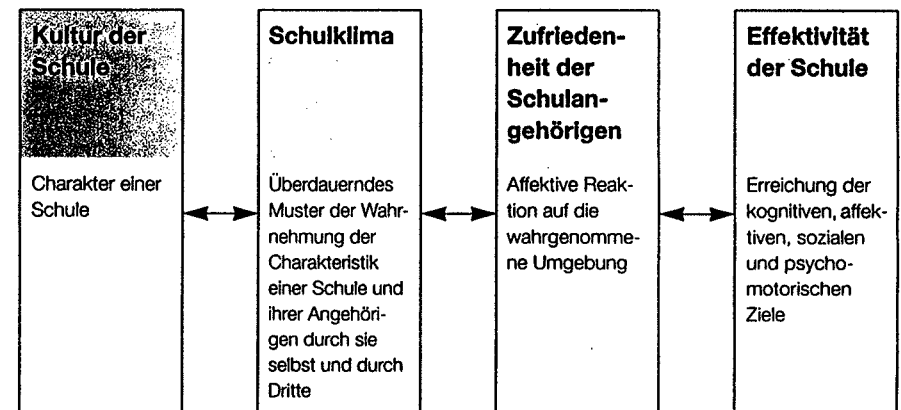 Kultur der
Schule
Charakter einer
Schule
Schulklima
Überdauerndes
Muster der Wahr-
nehmung der
Charakteristik
einer Schule und
ihrer Angehöri-
gen durch sie
selbst und durch
Dritte
Zufrieden-
heit der
Schulan-
gehörigen
Affektive Reak-
tion auf die
wahrgenomme-
ne Umgebung
Effektivität
der Schule
Erreichung der
kognitiven, affek-
tiven, sozialen
und psycho-
motorischen
Ziele